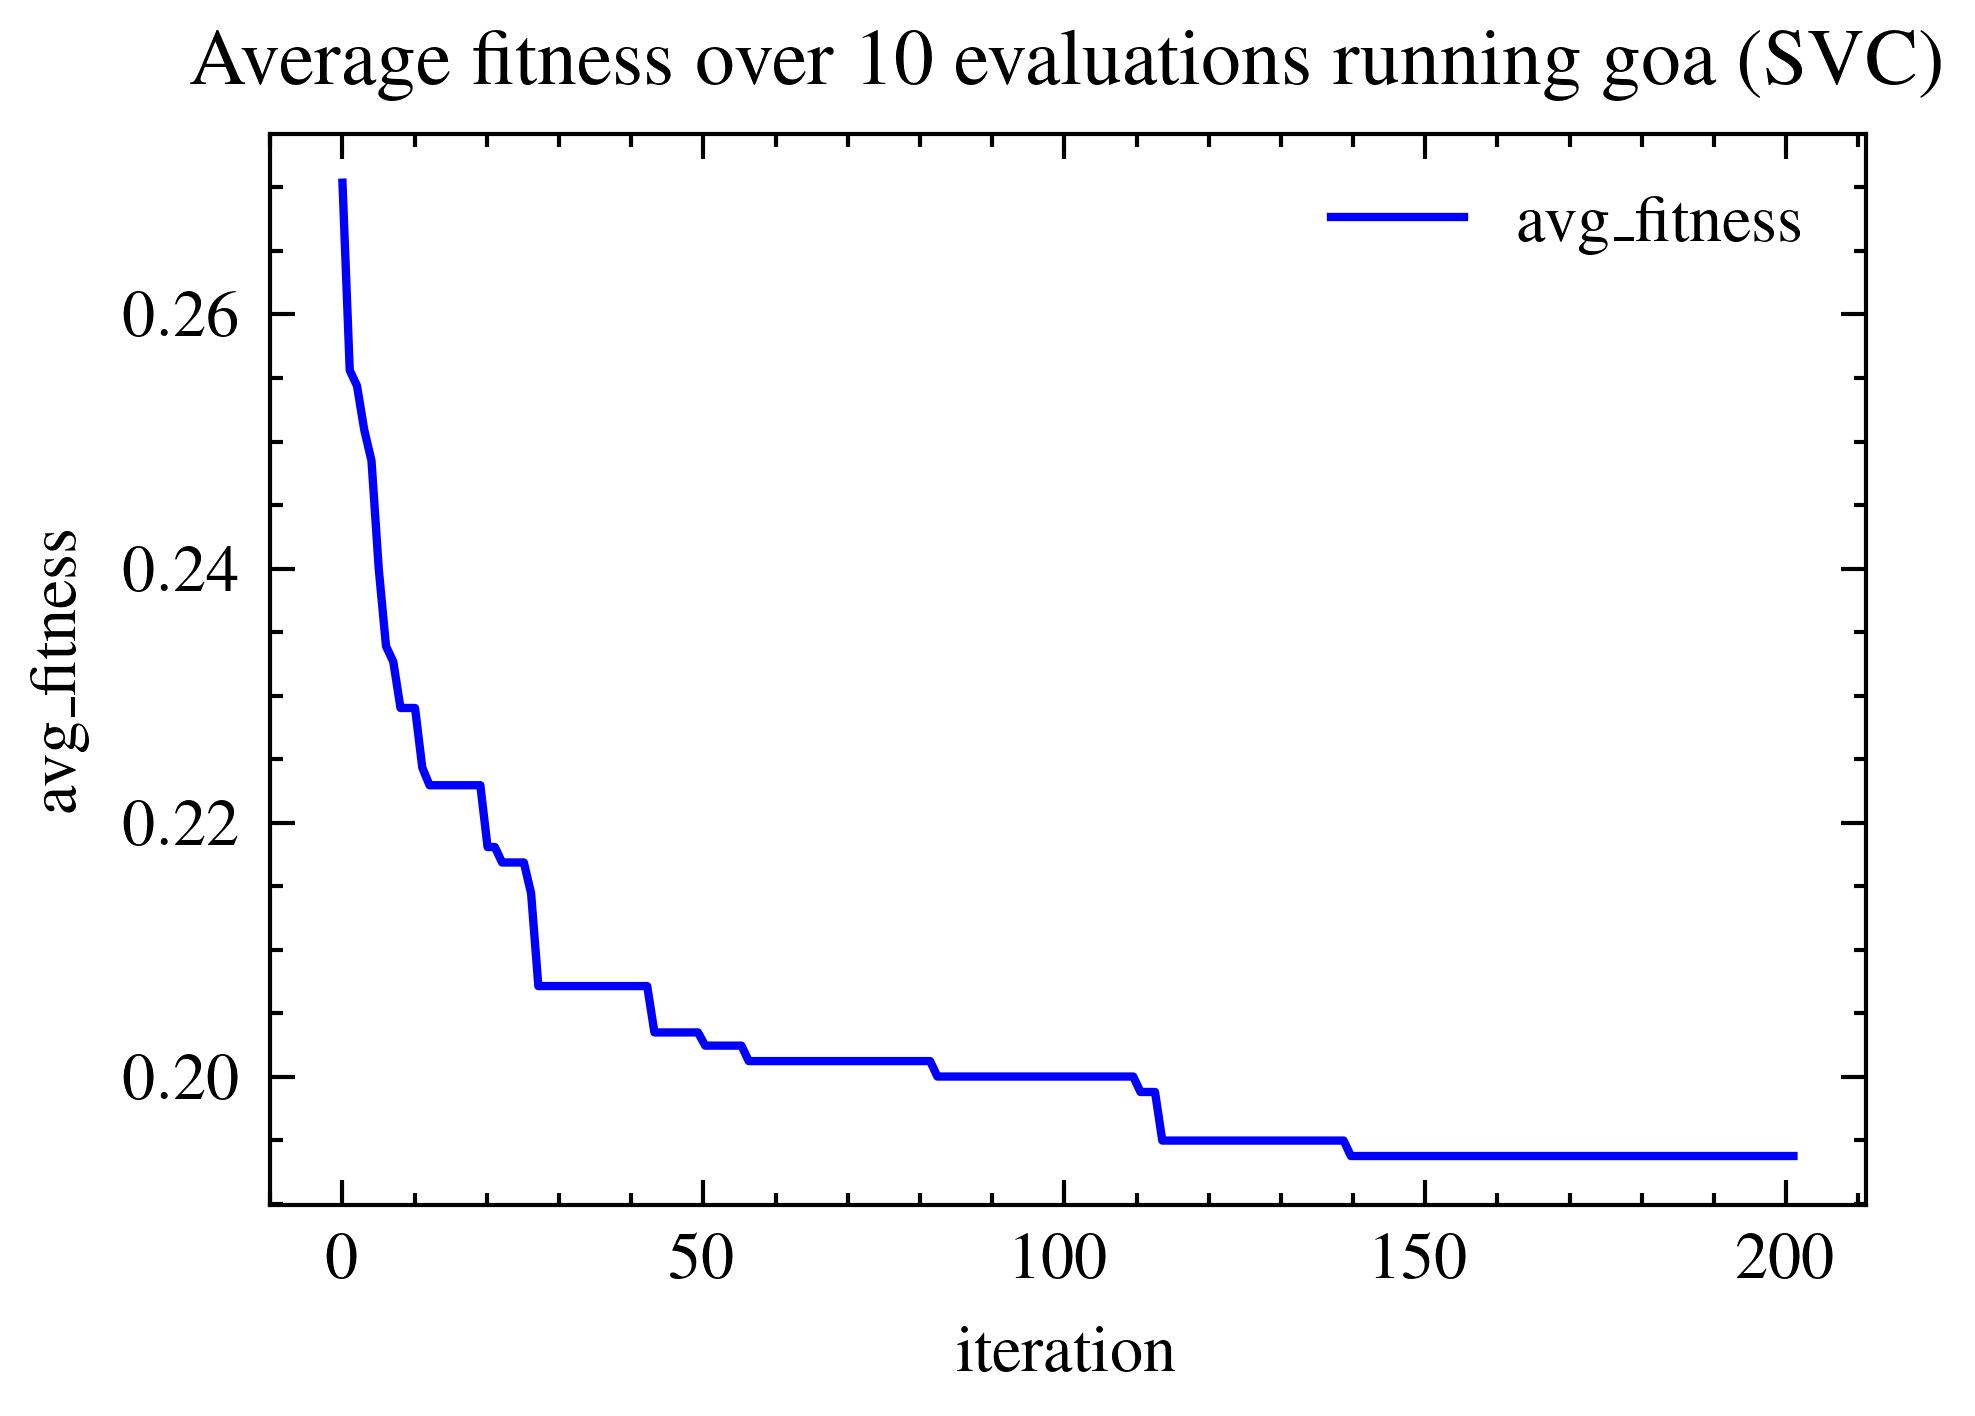 Average fitness over 10 evaluations running goa (SVC)
avg_fitness
0.26
0.24
0.22
0.20
avg_fitness
0 50 100 150 200
iteration